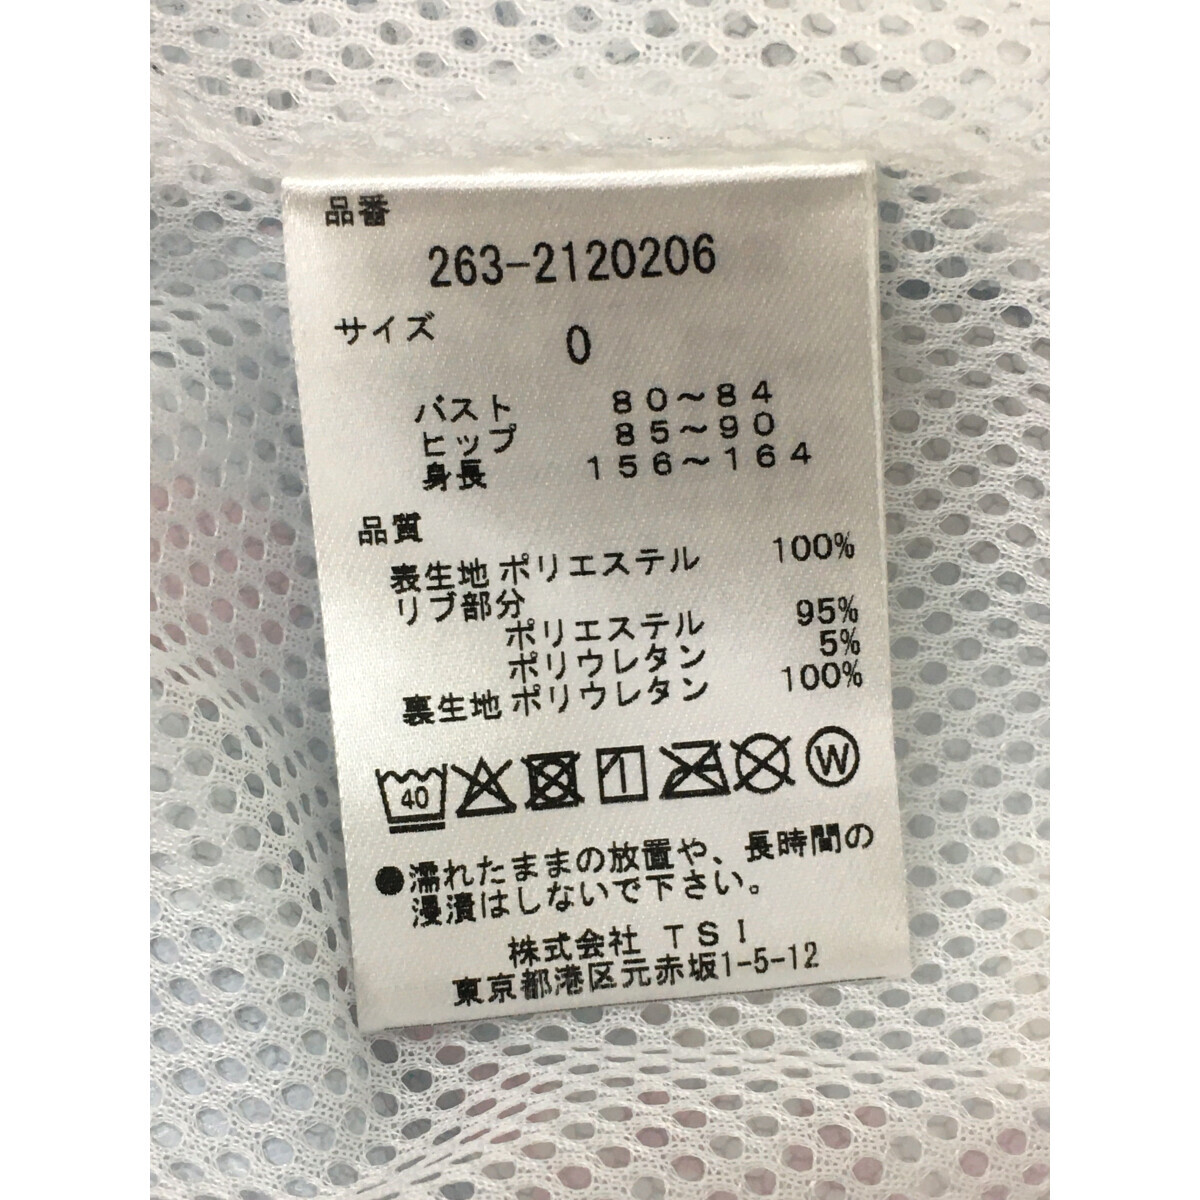 品番
263-2120206
サイズ
0
バスト 80～84
ヒップ 85～90
身長 156～164
品質
表生地 ポリエステル 100%
リブ部分
ポリエステル 95%
ポリウレタン 5%
裏生地 ポリウレタン 100%
40 W
●濡れたままの放置や、長時間の
浸漬はしないで下さい。
株式会社 TSI
東京都港区元赤坂1-5-12